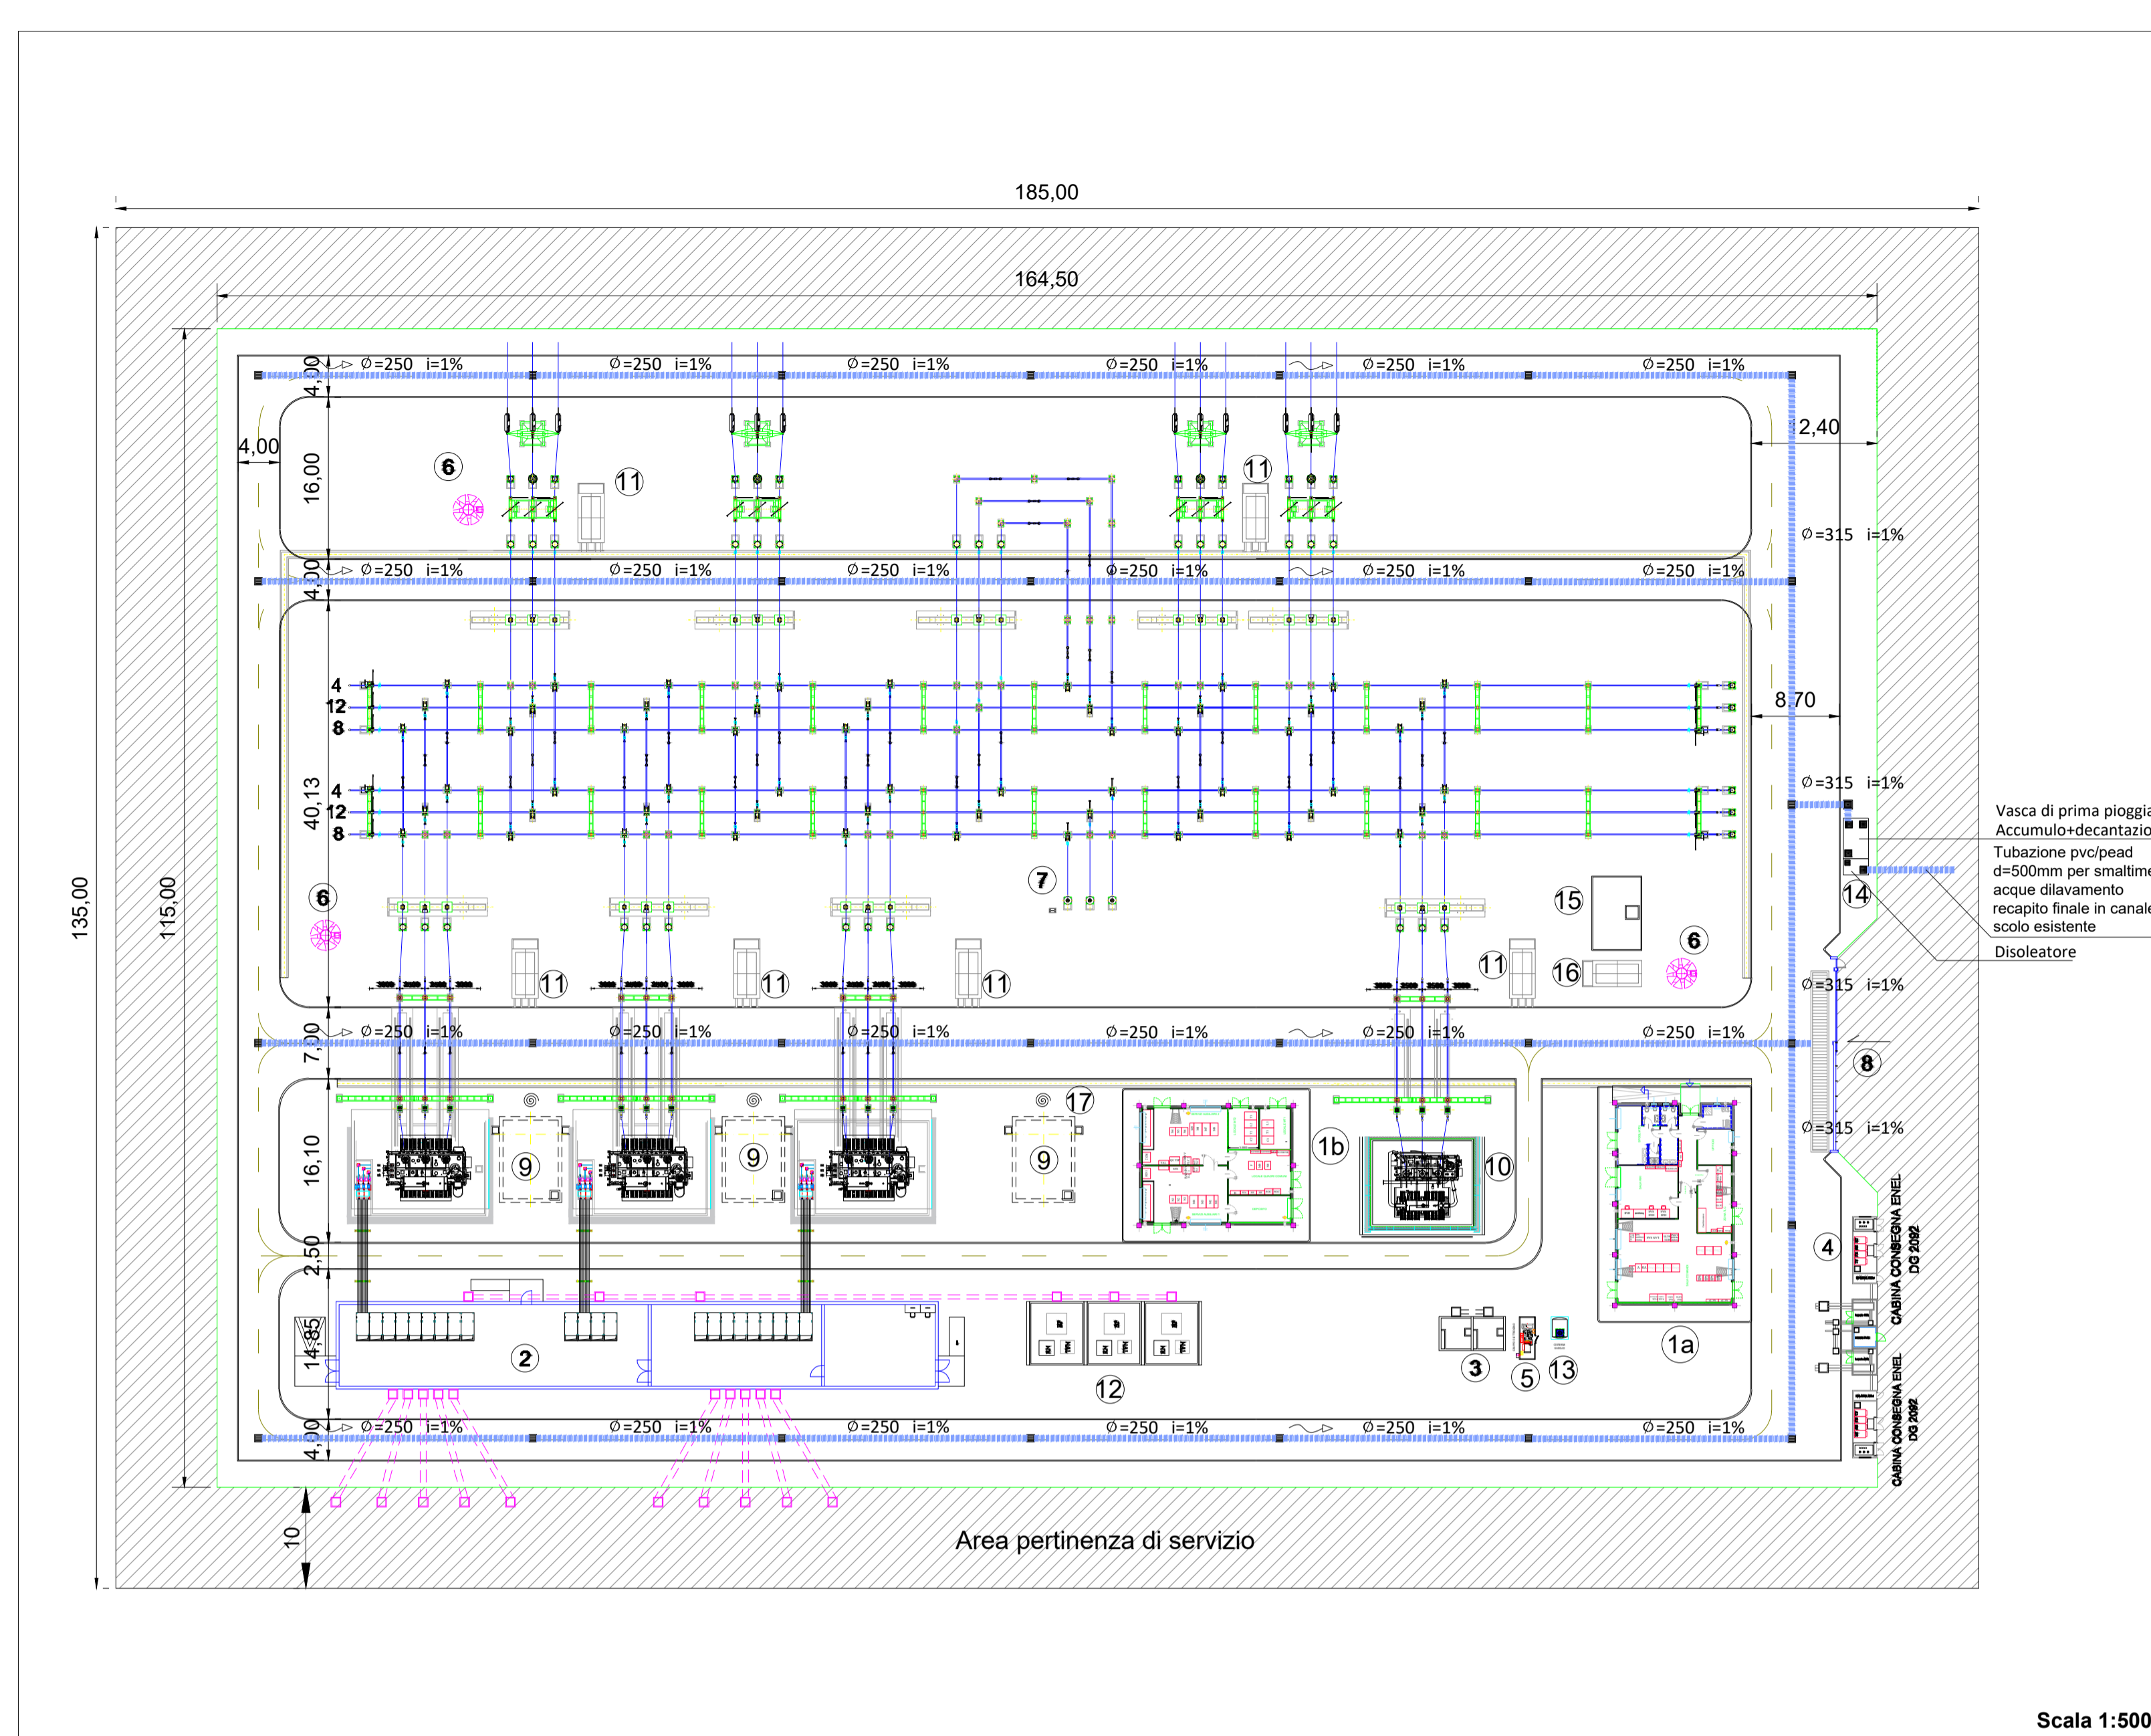 185,00
164,50
4,00
Ø=250 i=1%
Ø=250 i=1%
Ø=250 i=1%
Ø=250 i=1%
Ø=250 i=1%
Ø=250 i=1%
4,00
2,40
6
11
11
16,00
Ø=315 i=1%
4,00
Ø=250 i=1%
Ø=250 i=1%
Ø=250 i=1%
Ø=250 i=1%
Ø=250 i=1%
Ø=250 i=1%
4
12
8
8,70
4
12
8
40,13
Ø=315 i=1%
Vasca di prima pioggia
Accumulo+decantazio
Tubazione pvc/pead
d=500mm per smaltime
acque dilavamento
recapito finale in canale
scolo esistente
Disoleatore
135,00
115,00
6
7
15
14
6
11
11
11
11
16
Ø=315 i=1%
7,00
Ø=250 i=1%
Ø=250 i=1%
Ø=250 i=1%
Ø=250 i=1%
Ø=250 i=1%
Ø=250 i=1%
8
17
Ø=315 i=1%
16,10
9
9
9
1b
10
2,50
4
CABINA CONSEGNA ENEL
DG 2092
14,85
2
12
3
5
13
1a
CABINA CONSEGNA ENEL
DG 2092
4,00
Ø=250 i=1%
Ø=250 i=1%
Ø=250 i=1%
Ø=250 i=1%
Ø=250 i=1%
Ø=250 i=1%
10
Area pertinenza di servizio
Scala 1:500